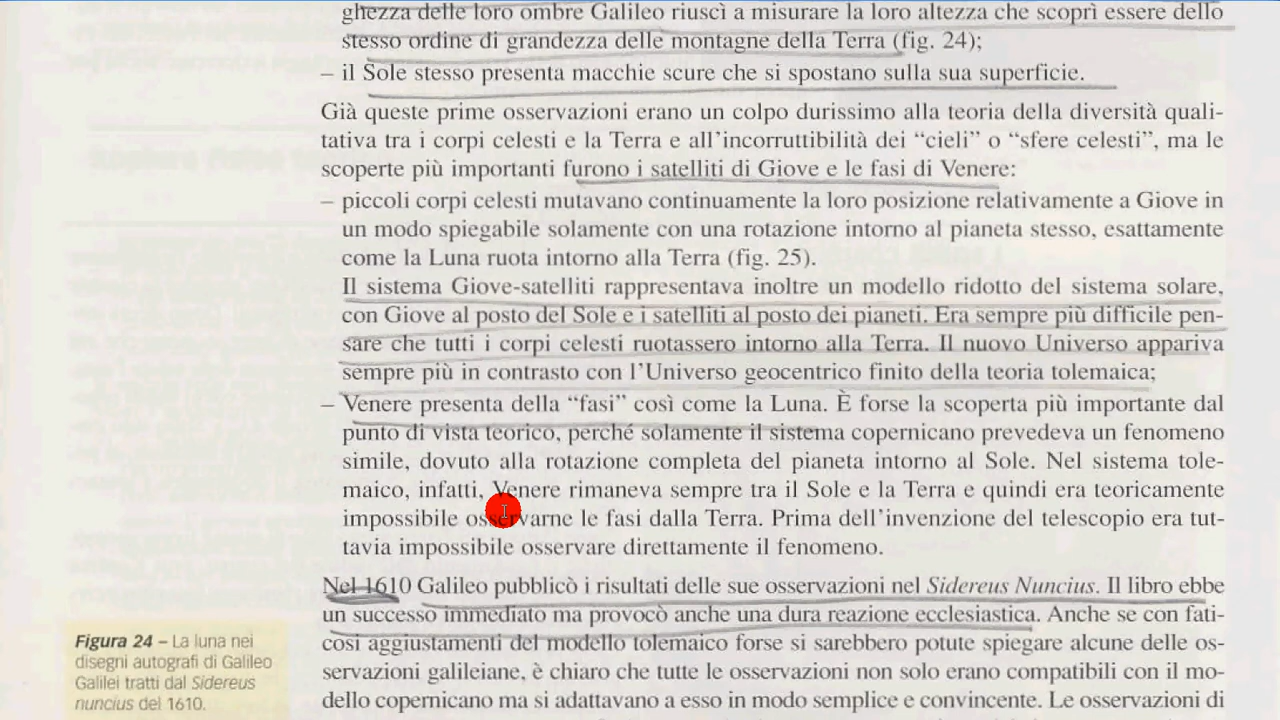 ghezza delle loro ombre Galileo riuscì a misurare la loro altezza che scoprì essere dello
stesso ordine di grandezza delle montagne della Terra (fig. 24);
– il Sole stesso presenta macchie scure che si spostano sulla sua superficie.
Già queste prime osservazioni erano un colpo durissimo alla teoria della diversità quali-
tativa tra i corpi celesti e la Terra e all’incorruttibilità dei “cieli” o “sfere celesti”, ma le
scoperte più importanti furono i satelliti di Giove e le fasi di Venere:
– piccoli corpi celesti mutavano continuamente la loro posizione relativamente a Giove in
un modo spiegabile solamente con una rotazione intorno al pianeta stesso, esattamente
come la Luna ruota intorno alla Terra (fig. 25).
Il sistema Giove-satelliti rappresentava inoltre un modello ridotto del sistema solare,
con Giove al posto del Sole e i satelliti al posto dei pianeti. Era sempre più difficile pen-
sare che tutti i corpi celesti ruotassero intorno alla Terra. Il nuovo Universo appariva
sempre più in contrasto con l’Universo geocentrico finito della teoria tolemaica;
– Venere presenta della “fasi” così come la Luna. È forse la scoperta più importante dal
punto di vista teorico, perché solamente il sistema copernicano prevedeva un fenomeno
simile, dovuto alla rotazione completa del pianeta intorno al Sole. Nel sistema tole-
maico, infatti, Venere rimaneva sempre tra il Sole e la Terra e quindi era teoricamente
impossibile osservarne le fasi dalla Terra. Prima dell’invenzione del telescopio era tut-
tavia impossibile osservare direttamente il fenomeno.
Nel 1610 Galileo pubblicò i risultati delle sue osservazioni nel Sidereus Nuncius. Il libro ebbe
un successo immediato ma provocò anche una dura reazione ecclesiastica. Anche se con fati-
cosi aggiustamenti del modello tolemaico forse si sarebbero potute spiegare alcune delle os-
servazioni galileiane, è chiaro che tutte le osservazioni non solo erano compatibili con il mo-
dello copernicano ma si adattavano a esso in modo semplice e convincente. Le osservazioni di
Figura 24 – La luna nei
disegni autografi di Galileo
Galilei tratti dal Sidereus
nuncius del 1610.